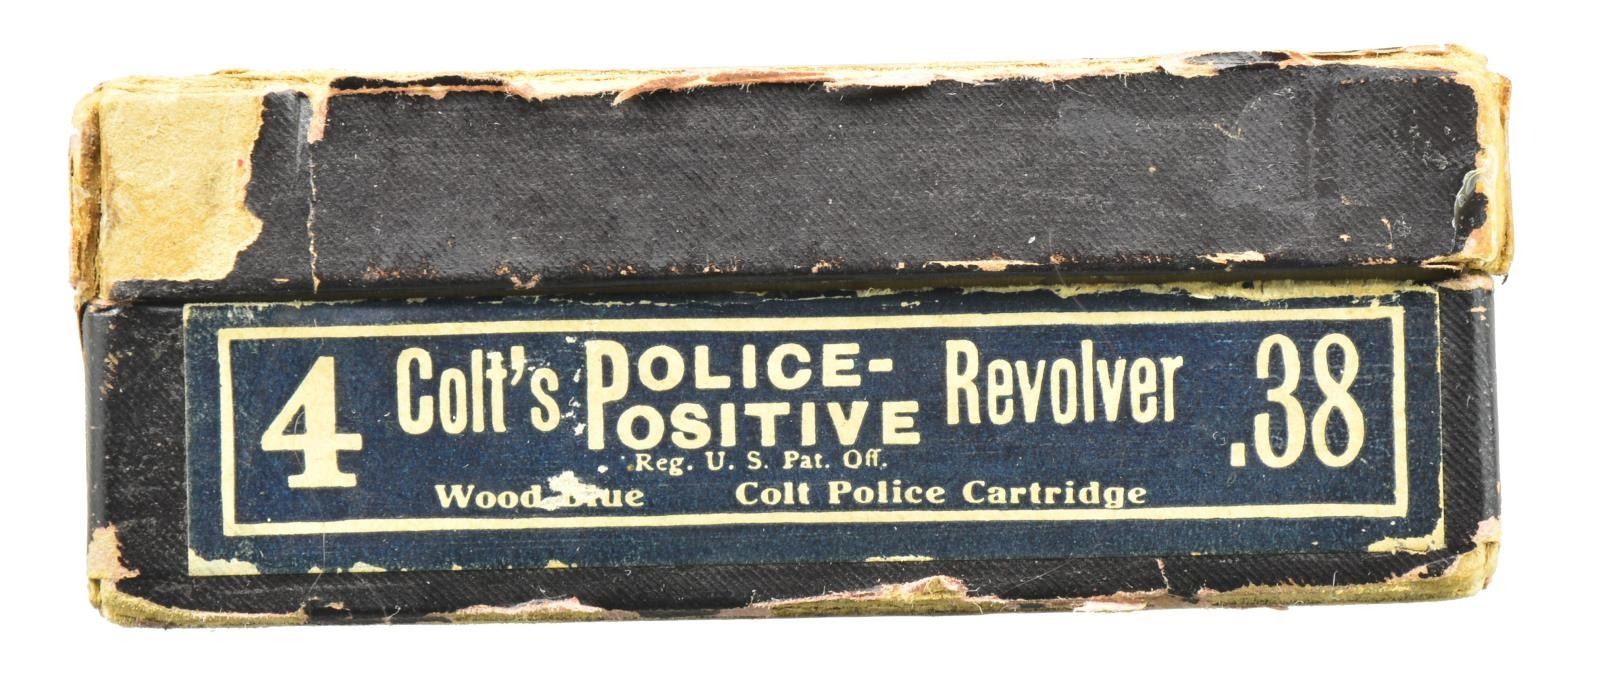 4 Colt's POLICE-POSITIVE Revolver .38
Reg. U. S. Pat. Off.
Wood Blue Colt Police Cartridge